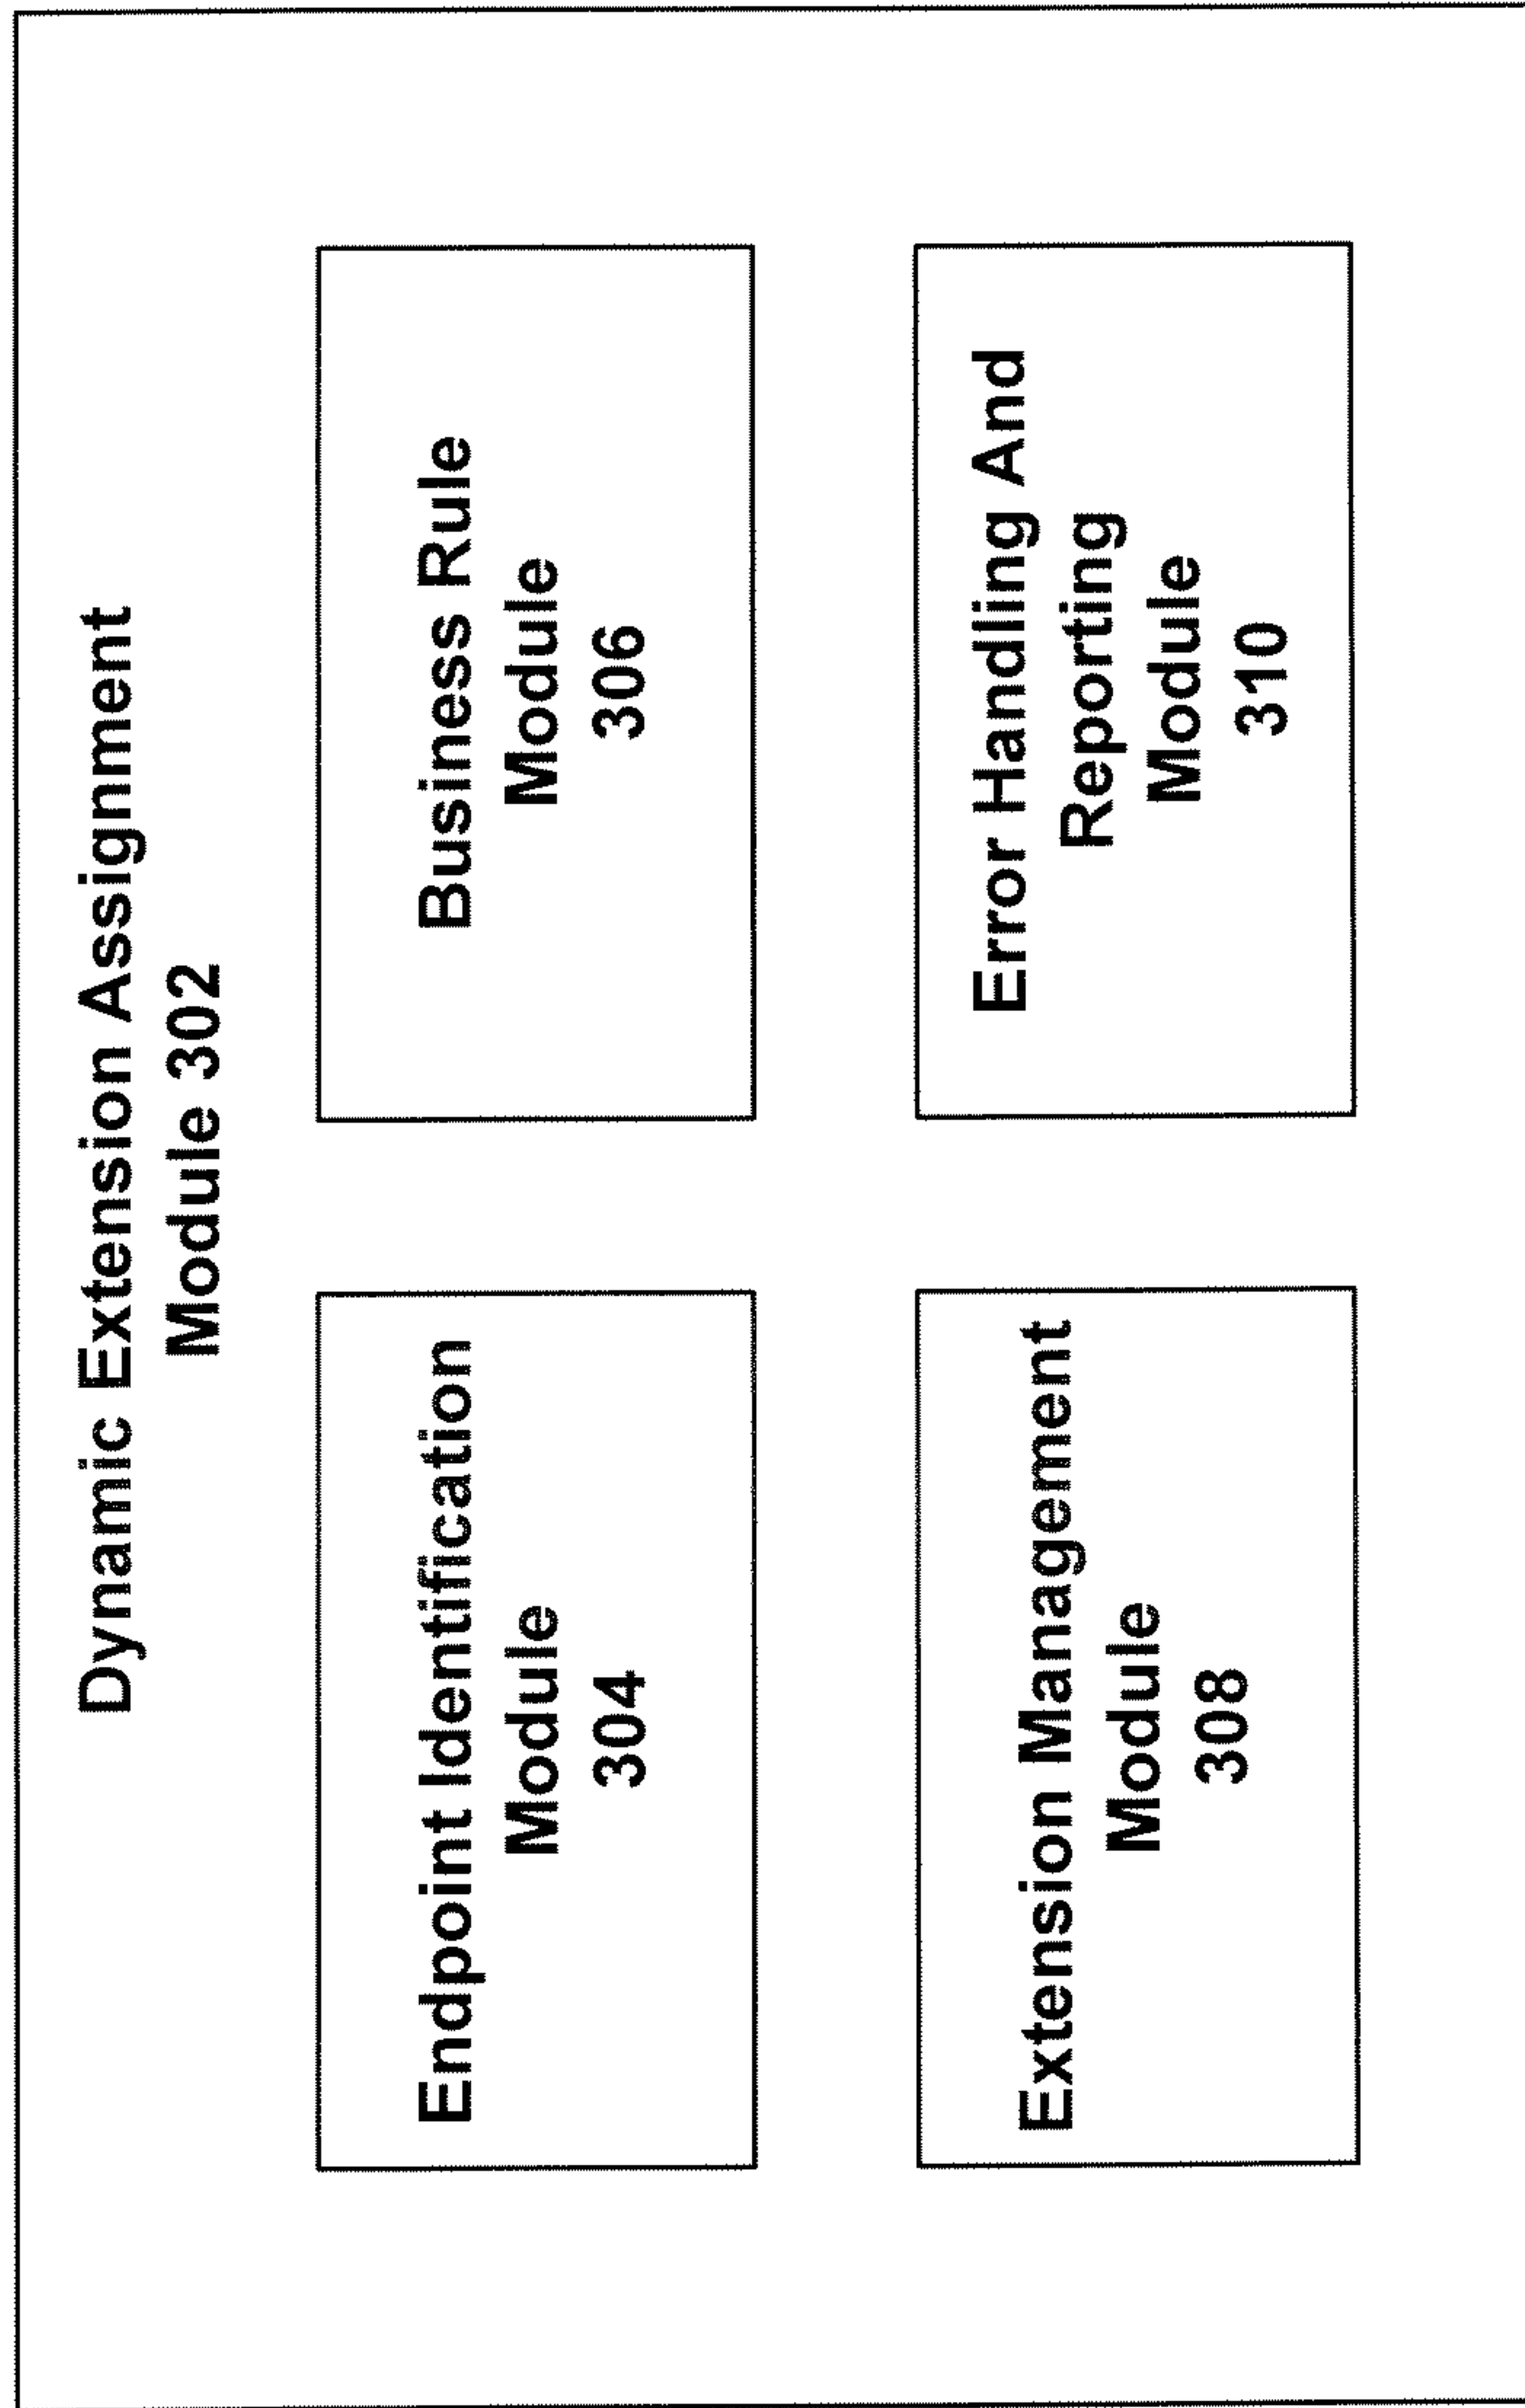 Dynamic Extension Assignment
Module 302
Endpoint Identification
Module
304
Business Rule
Module
306
Extension Management
Module
308
Error Handling And
Reporting
Module
310